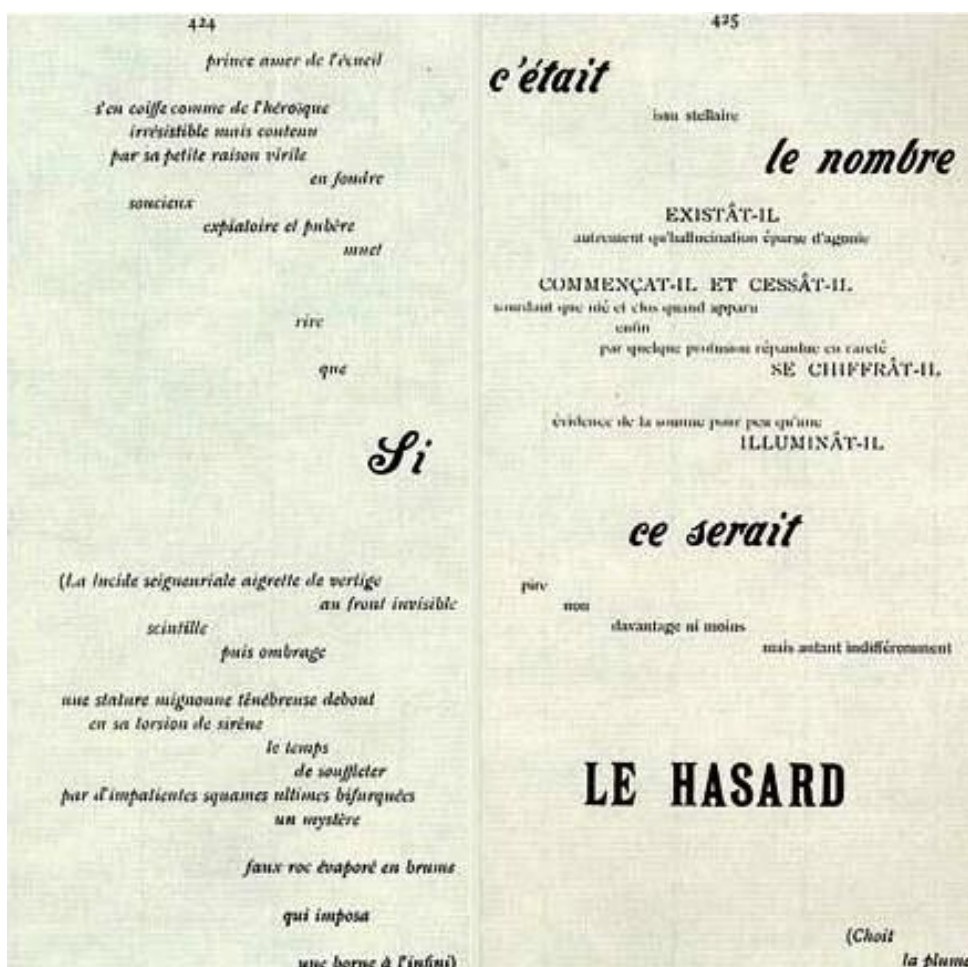 424
prince amer de l'écueil
s'en coiffe comme de l'héroïque
irrésistible mais contenu
par sa petite raison virile
en foudre
soucieux
expiatoire et pubère
muet
rire
que
Si
(La lucide seigneuriale aigrette de vertige
au front invisible
scintille
puis ombrage
une stature mignonne ténébreuse debout
en sa torsion de sirène
le temps
de souffleter
par d'impatientes squames ultimes bifurquées
un mystère
faux roc évaporé en brume
qui imposa
une borne à l'infini)
425
c'était
issu stellaire
le nombre
EXISTÂT-IL
autrement qu'hallucination éparse d'agonie
COMMENÇAT-IL ET CESSÂT-IL
sourdant que nié et clos quand apparu
enfin
par quelque profusion répandue en rareté
SE CHIFFRÂT-IL
évidence de la somme pour peu qu'une
ILLUMINÂT-IL
ce serait
pire
non
davantage ni moins
mais autant indifféremment
LE HASARD
(Choit
la plume